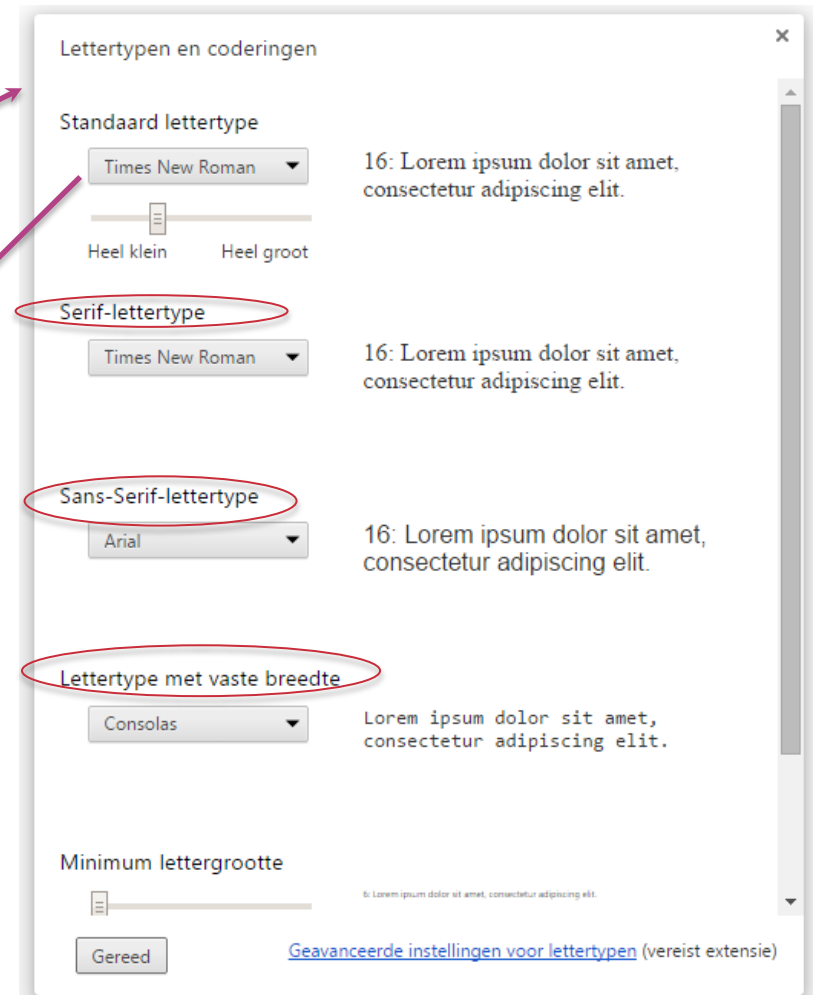 Lettertypen en coderingen
Standaard lettertype
Times New Roman
16: Lorem ipsum dolor sit amet,
consectetur adipiscing elit.
Heel klein Heel groot
Serif-lettertype
Times New Roman
16: Lorem ipsum dolor sit amet,
consectetur adipiscing elit.
Sans-Serif-lettertype
Arial
16: Lorem ipsum dolor sit amet,
consectetur adipiscing elit.
Lettertype met vaste breedte
Consolas
Lorem ipsum dolor sit amet,
consectetur adipiscing elit.
Minimum lettergrootte
6: Lorem ipsum dolor sit amet, consectetur adipiscing elit.
Gereed
Geavanceerde instellingen voor lettertypen (vereist extensie)